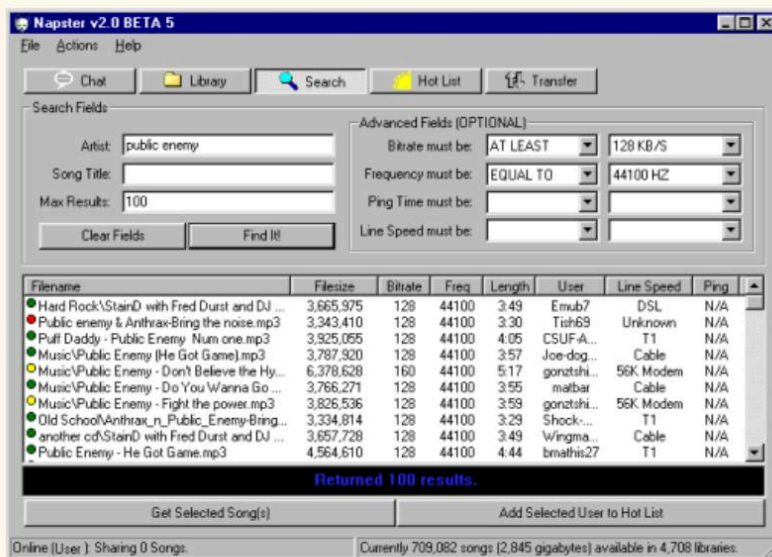 Napster v2.0 BETA 5
File Actions Help
Chat Library Search Hot List Transfer
Search Fields
Artist: public enemy
Song Title:
Max Results: 100
Clear Fields Find It!
Advanced Fields (OPTIONAL)
Bitrate must be: AT LEAST 128 KB/S
Frequency must be: EQUAL TO 44100 HZ
Ping Time must be:
Line Speed must be:
Filename Filesize Bitrate Freq Length User Line Speed Ping
Hard Rock\StainD with Fred Durst and DJ ... 3,665,975 128 44100 3:49 Emub7 DSL N/A
Public enemy & Anthrax-Bring the noise.mp3 3,343,410 128 44100 3:30 Tish69 Unknown N/A
Puff Daddy - Public Enemy Num one.mp3 3,925,055 128 44100 4:05 CSUF-A... T1 N/A
Music\Public Enemy (He Got Game).mp3 3,787,920 128 44100 3:57 Joe-dog... Cable N/A
Music\Public Enemy - Don't Believe the Hy... 6,378,628 160 44100 5:17 gonztshi... 56K Modem N/A
Music\Public Enemy - Do You Wanna Go ... 3,766,271 128 44100 3:55 matbar Cable N/A
Music\Public Enemy - Fight the power.mp3 3,826,536 128 44100 3:59 gonztshi... 56K Modem N/A
Old School\Anthrax_n_Public_Enemy-Bring... 3,334,814 128 44100 3:29 Shock-... T1 N/A
another cd\StainD with Fred Durst and DJ ... 3,657,728 128 44100 3:49 Wingma... Cable N/A
Public Enemy - He Got Game.mp3 4,564,610 128 44100 4:44 bmathis27 T1 N/A
Returned 100 results.
Get Selected Song(s) Add Selected User to Hot List
Online (User): Sharing 0 Songs. Currently 709,082 songs (2,845 gigabytes) available in 4,708 libraries.